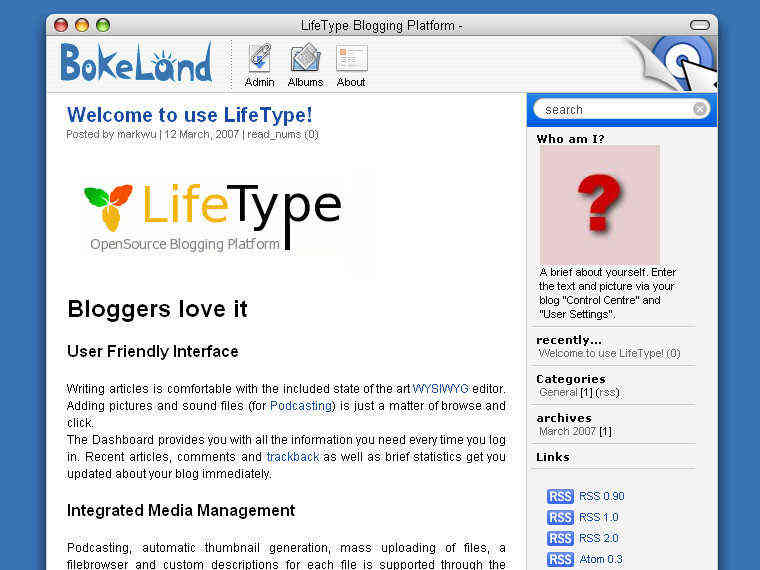 LifeType Blogging Platform -
BokeLand
Admin Albums About
Welcome to use LifeType!
Posted by markwu | 12 March, 2007 | read_nums (0)
LifeType
OpenSource Blogging Platform
Bloggers love it
User Friendly Interface
Writing articles is comfortable with the included state of the art WYSIWYG editor.
Adding pictures and sound files (for Podcasting) is just a matter of browse and
click.
The Dashboard provides you with all the information you need every time you log
in. Recent articles, comments and trackback as well as brief statistics get you
updated about your blog immediately.
Integrated Media Management
Podcasting, automatic thumbnail generation, mass uploading of files, a
filebrowser and custom descriptions for each file is supported through the
search
Who am I?
?
A brief about yourself. Enter
the text and picture via your
blog "Control Centre" and
"User Settings".
recently...
Welcome to use LifeType! (0)
Categories
General [1] (rss)
archives
March 2007 [1]
Links
RSS RSS 0.90
RSS RSS 1.0
RSS RSS 2.0
RSS Atom 0.3